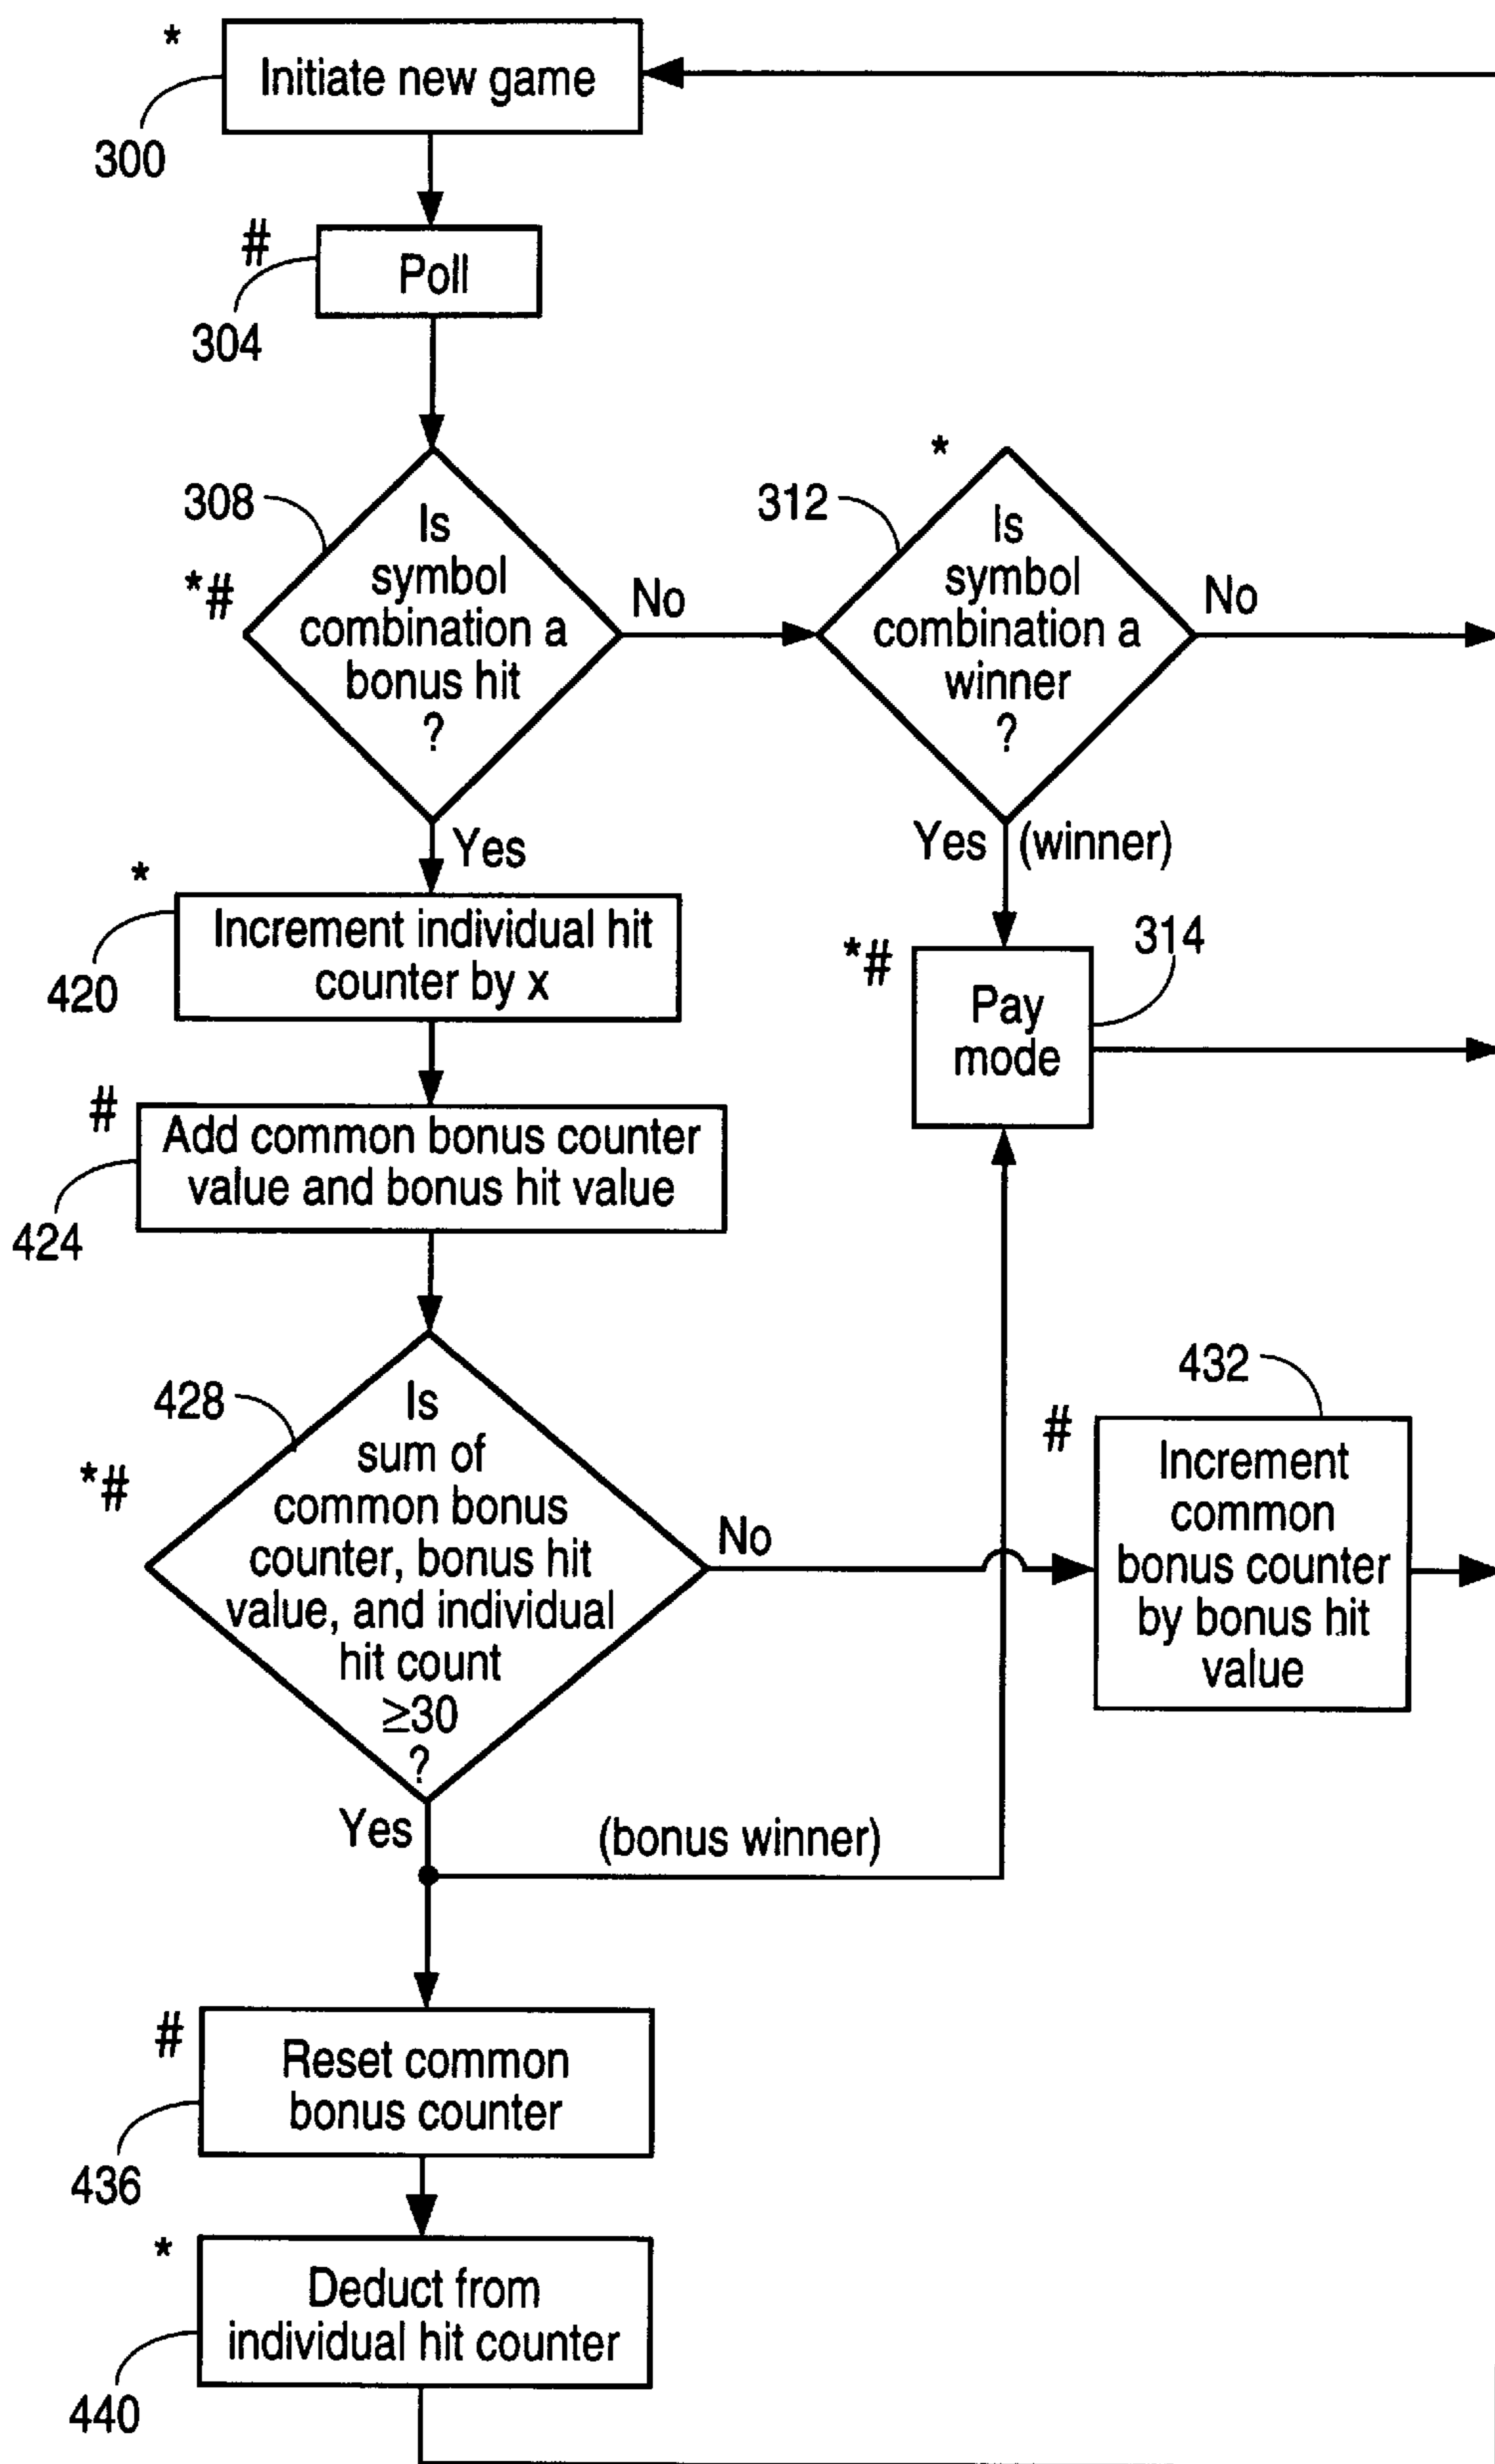 *
Initiate new game
300
#
Poll
304
308
*#
Is
symbol
combination a
bonus hit
?
No
312
*
Is
symbol
combination a
winner
?
No
Yes
Yes (winner)
*
420
Increment individual hit
counter by x
*#
314
Pay
mode
#
424
Add common bonus counter
value and bonus hit value
428
*#
Is
sum of
common bonus
counter, bonus hit
value, and individual
hit count
≥30
?
No
432
#
Increment
common
bonus counter
by bonus hit
value
Yes
(bonus winner)
#
Reset common
bonus counter
436
*
Deduct from
individual hit counter
440